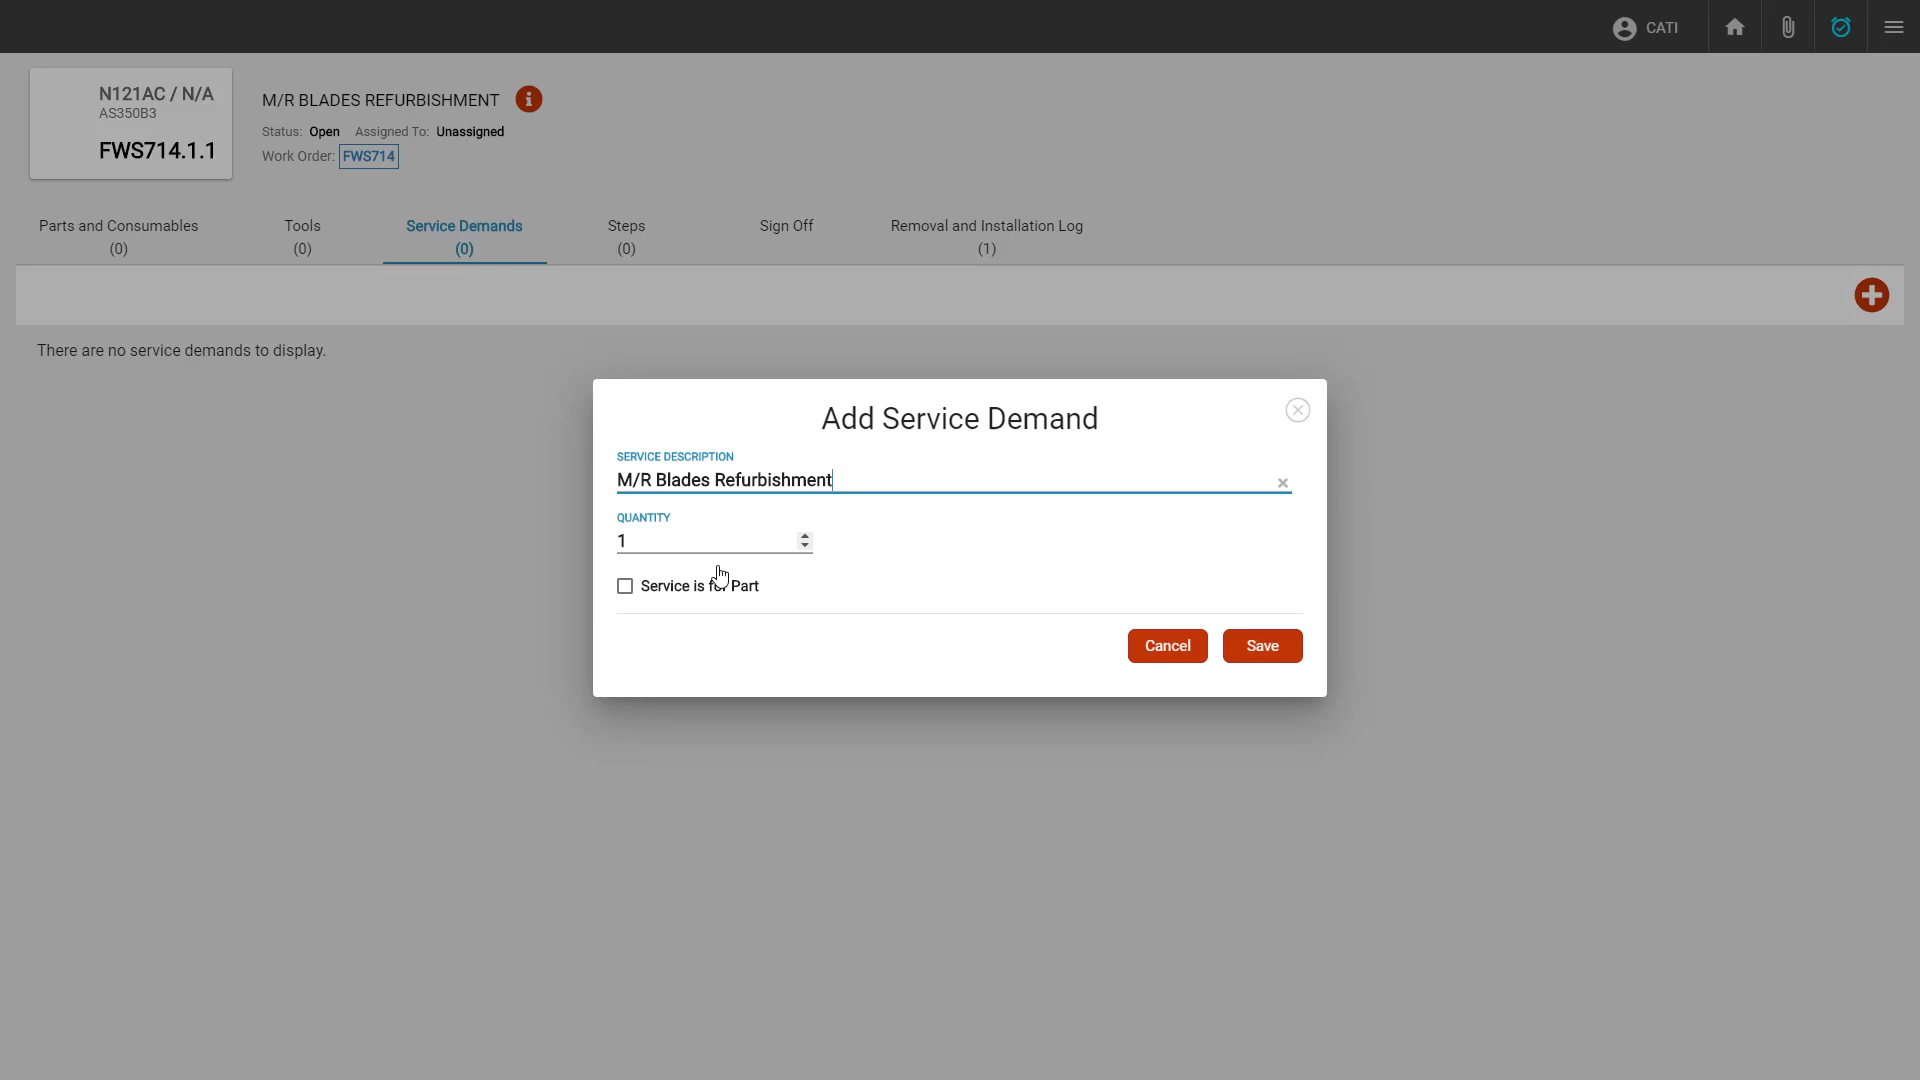 CATI
N121AC / N/A
AS350B3
FWS714.1.1
M/R BLADES REFURBISHMENT
Status: Open Assigned To: Unassigned
Work Order: FWS714
Parts and Consumables
(0)
Tools
(0)
Service Demands
(0)
Steps
(0)
Sign Off
Removal and Installation Log
(1)
There are no service demands to display.
Add Service Demand
SERVICE DESCRIPTION
M/R Blades Refurbishment
QUANTITY
1
Service is for Part
Cancel Save